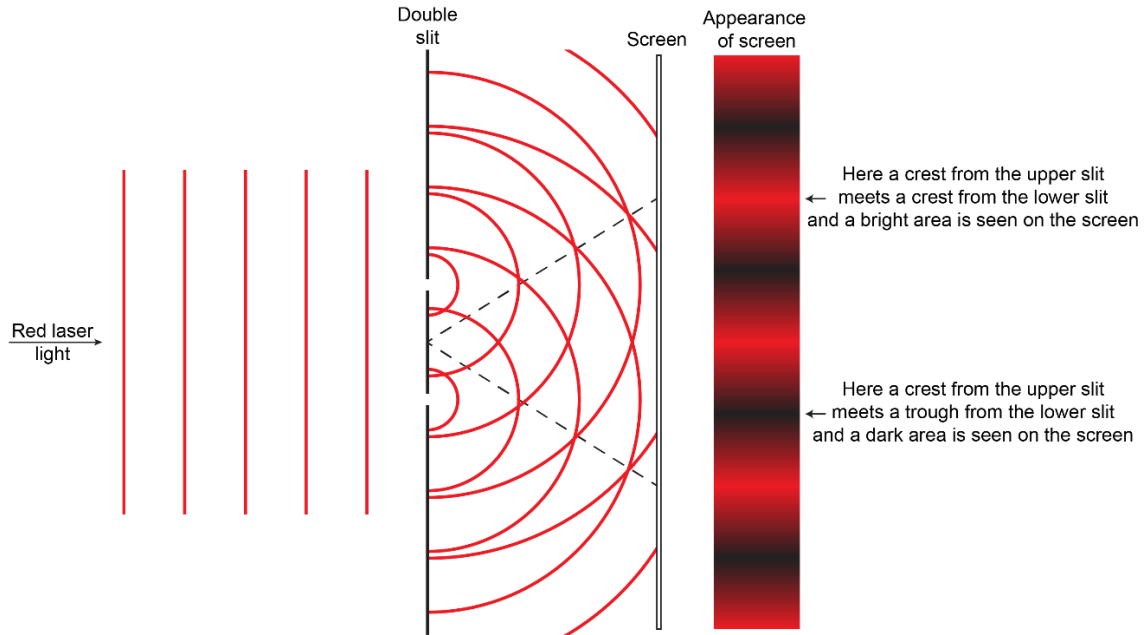 Double
slit
Screen
Appearance
of screen
Here a crest from the upper slit
meets a crest from the lower slit
and a bright area is seen on the screen
Red laser
light
Here a crest from the upper slit
meets a trough from the lower slit
and a dark area is seen on the screen